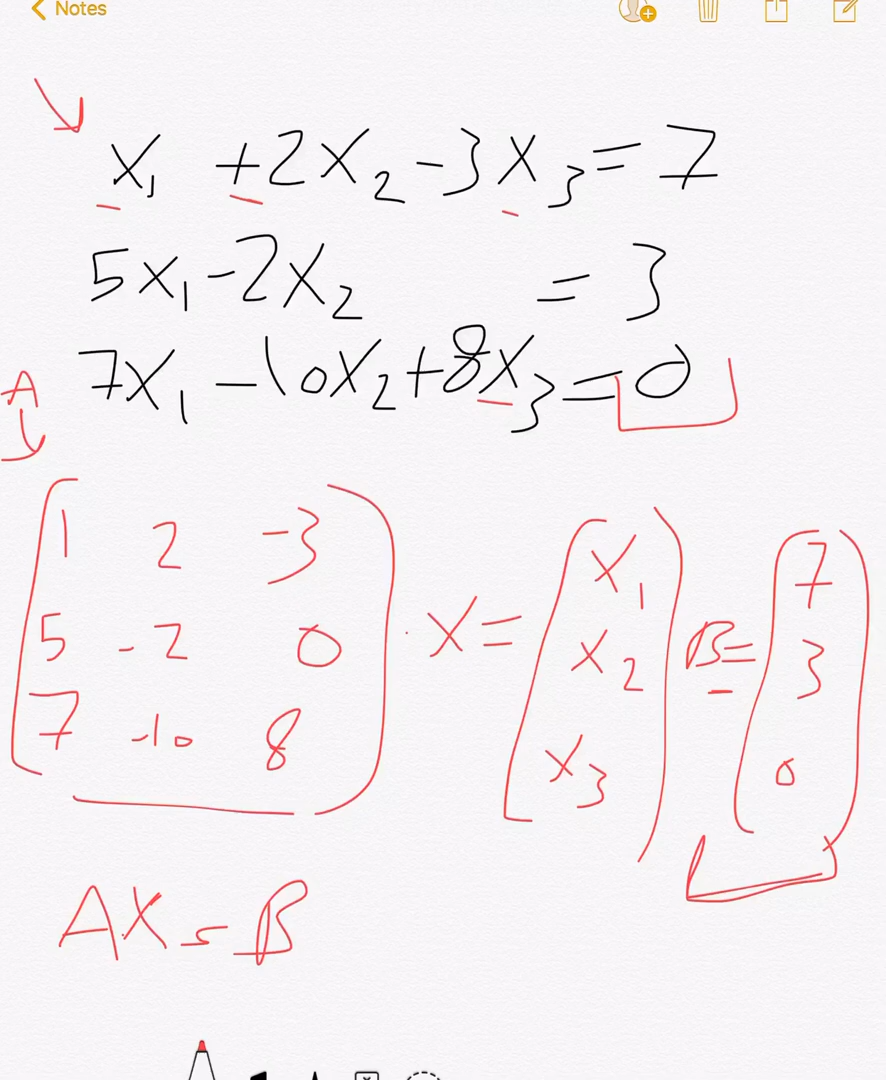 Notes
x₁ +2x₂-3x₃=7
5x₁-2x₂ = 3
7x₁-10x₂+8x₃=0
A
1 2 -3
5 -2 0
7 -10 8
X= x₁ x₂ x₃
B= 7 3 0
AX=B